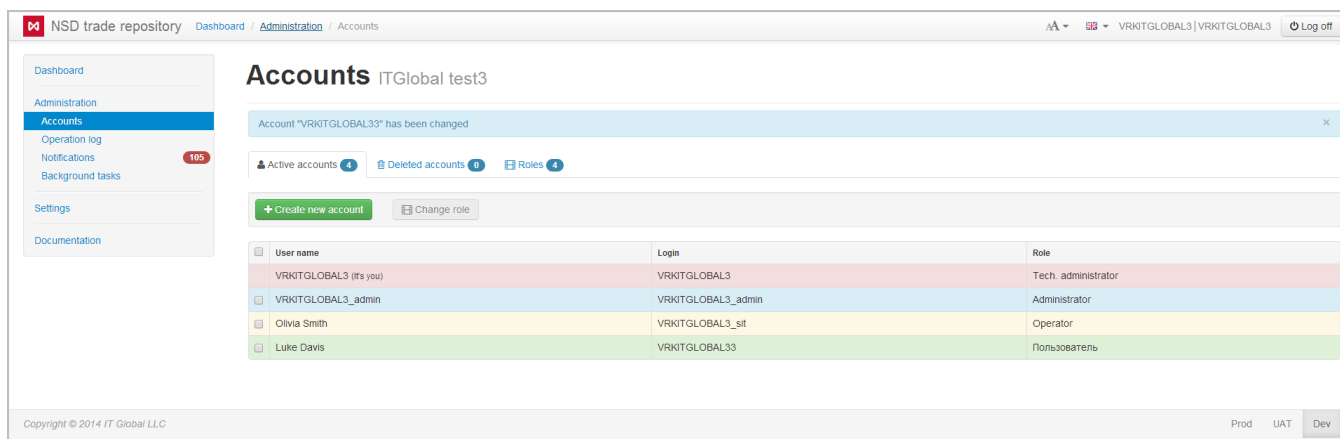 NSD trade repository Dashboard / Administration / Accounts AA VRKITGLOBAL3 | VRKITGLOBAL3 Log off
Dashboard
Administration
Accounts
Operation log
Notifications 105
Background tasks
Settings
Documentation
Accounts ITGlobal test3
Account "VRKITGLOBAL33" has been changed ×
Active accounts 4 Deleted accounts 0 Roles 4
+ Create new account Change role
User name Login Role
VRKITGLOBAL3 (It's you) VRKITGLOBAL3 Tech. administrator
VRKITGLOBAL3_admin VRKITGLOBAL3_admin Administrator
Olivia Smith VRKITGLOBAL3_sit Operator
Luke Davis VRKITGLOBAL33 Пользователь
Copyright © 2014 IT Global LLC Prod UAT Dev